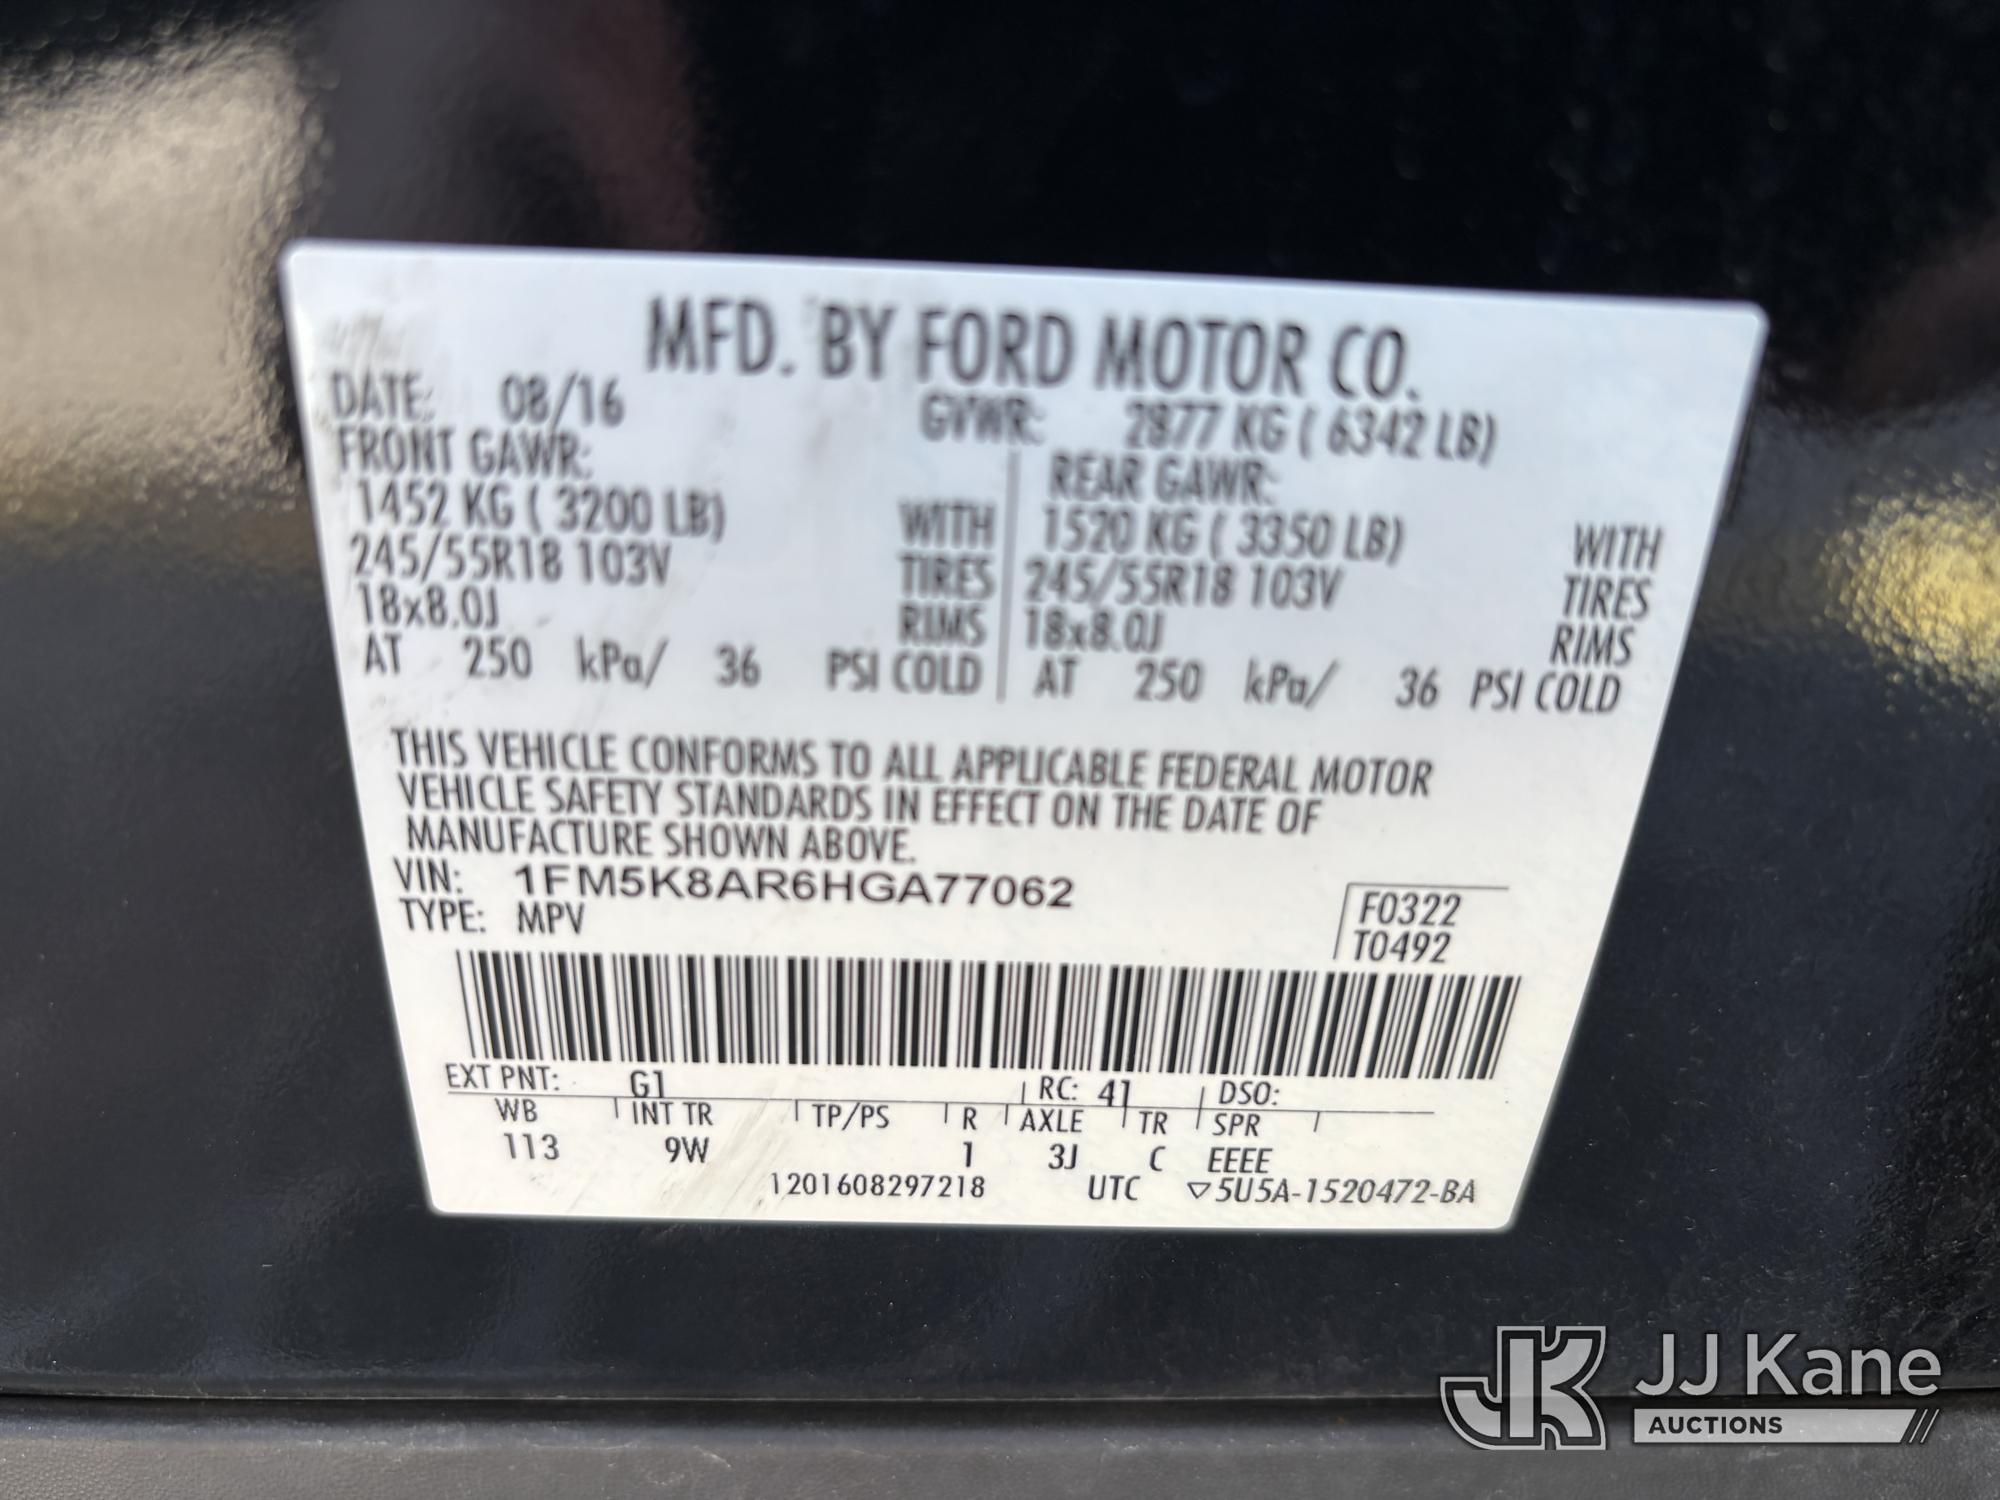 MFD. BY FORD MOTOR CO.
DATE: 08/16 GVWR: 2877 KG ( 6342 LB)
FRONT GAWR: REAR GAWR:
1452 KG ( 3200 LB) WITH 1520 KG ( 3350 LB) WITH
245/55R18 103V TIRES 245/55R18 103V TIRES
18x8.0J RIMS 18x8.0J RIMS
AT 250 kPa/ 36 PSI COLD AT 250 kPa/ 36 PSI COLD
THIS VEHICLE CONFORMS TO ALL APPLICABLE FEDERAL MOTOR
VEHICLE SAFETY STANDARDS IN EFFECT ON THE DATE OF
MANUFACTURE SHOWN ABOVE.
VIN: 1FM5K8AR6HGA77062 F0322
TYPE: MPV T0492
EXT PNT: G1 RC: 41 DSO:
WB INT TR TP/PS R AXLE TR SPR
113 9W 1 3J C EEEE
1201608297218 UTC ▽5U5A-1520472-BA
JK JJ Kane
AUCTIONS